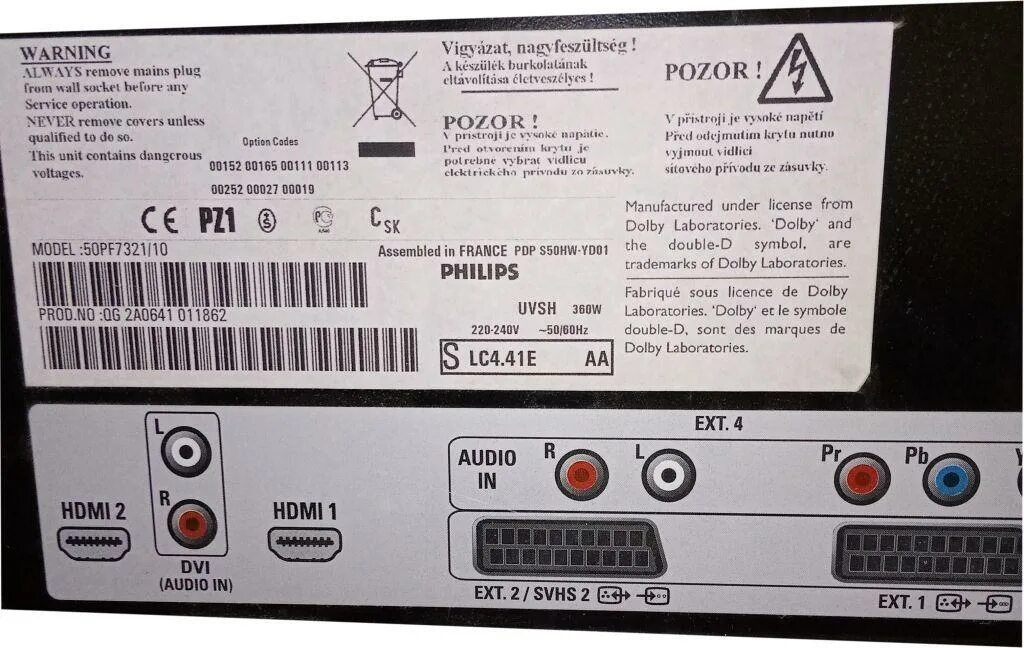 WARNING
ALWAYS remove mains plug
from wall socket before any
Service operation.
NEVER remove covers unless
qualified to do so.
This unit contains dangerous
voltages.
Option Codes
00152 00165 00111 00113
00252 00027 00019
Vigyázat, nagyfeszültség !
A készülék burkolatának
eltávolítása életveszélyes !
POZOR !
V prístroji je vysoké napätie.
Pred otvorením krytu je
potrebné vybrat vidlicu
elektrického prívodu zo zásuvky.
POZOR !
V přístroji je vysoké napětí
Před odejmutím krytu nutno
vyjmout vidlici
síťového přívodu ze zásuvky.
CE PZ1 S PC C SK
MODEL :50PF7321/10
Assembled in FRANCE PDP S50HW-YD01
PHILIPS
PROD.NO :QG 2A0641 011862
UVSH 360W
220-240V ~50/60Hz
S LC4.41E AA
Manufactured under license from
Dolby Laboratories. 'Dolby' and
the double-D symbol, are
trademarks of Dolby Laboratories.
Fabriqué sous licence de Dolby
Laboratories. 'Dolby' et le symbole
double-D, sont des marques de
Dolby Laboratories.
HDMI 2
L
R
DVI
(AUDIO IN)
HDMI 1
EXT. 4
AUDIO
IN
R
L
Pr
Pb
Y
EXT. 2 / SVHS 2
EXT. 1